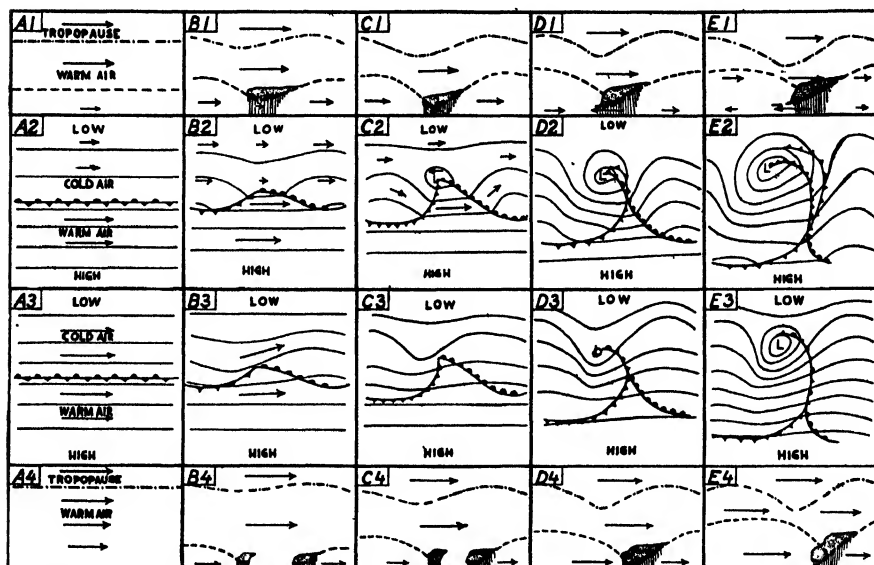 A1 B1 C1 D1 E1
TROPOPAUSE
WARM AIR
A2 B2 C2 D2 E2
LOW LOW LOW LOW
COLD AIR
L L L
WARM AIR
HIGH HIGH HIGH HIGH HIGH
A3 B3 C3 D3 E3
LOW LOW LOW LOW LOW
COLD AIR
L
WARM AIR
HIGH HIGH HIGH HIGH HIGH
A4 B4 C4 D4 E4
TROPOPAUSE
WARM AIR